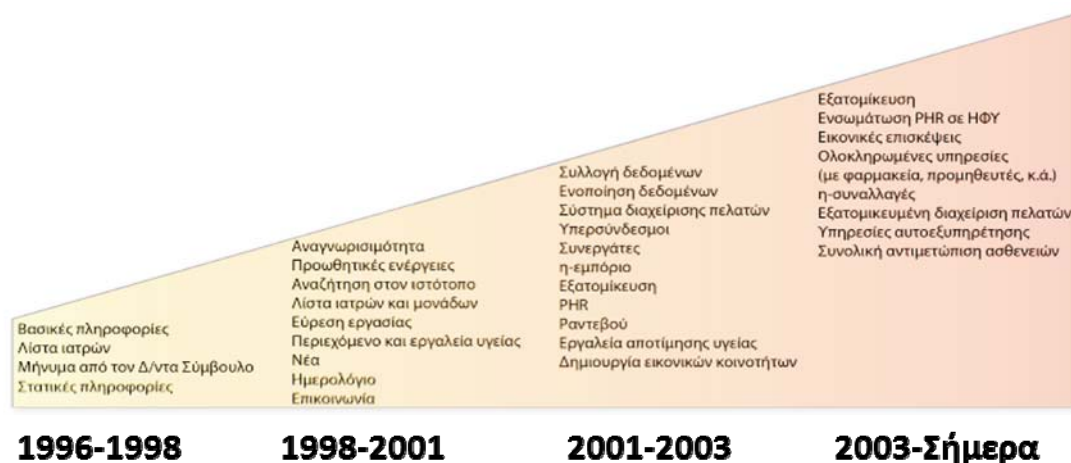 Βασικές πληροφορίες
Λίστα ιατρών
Μήνυμα από τον Δ/ντα Σύμβουλο
Στατικές πληροφορίες
1996-1998
Αναγνωρισιμότητα
Προωθητικές ενέργειες
Αναζήτηση στον ιστότοπο
Λίστα ιατρών και μονάδων
Εύρεση εργασίας
Περιεχόμενο και εργαλεία υγείας
Νέα
Ημερολόγιο
Επικοινωνία
1998-2001
Συλλογή δεδομένων
Ενοποίηση δεδομένων
Σύστημα διαχείρισης πελατών
Υπερσύνδεσμοι
Συνεργάτες
η-εμπόριο
Εξατομίκευση
PHR
Ραντεβού
Εργαλεία αποτίμησης υγείας
Δημιουργία εικονικών κοινοτήτων
2001-2003
Εξατομίκευση
Ενσωμάτωση PHR σε ΗΦΥ
Εικονικές επισκέψεις
Ολοκληρωμένες υπηρεσίες
(με φαρμακεία, προμηθευτές, κ.ά.)
η-συναλλαγές
Εξατομικευμένη διαχείριση πελατών
Υπηρεσίες αυτοεξυπηρέτησης
Συνολική αντιμετώπιση ασθενειών
2003-Σήμερα